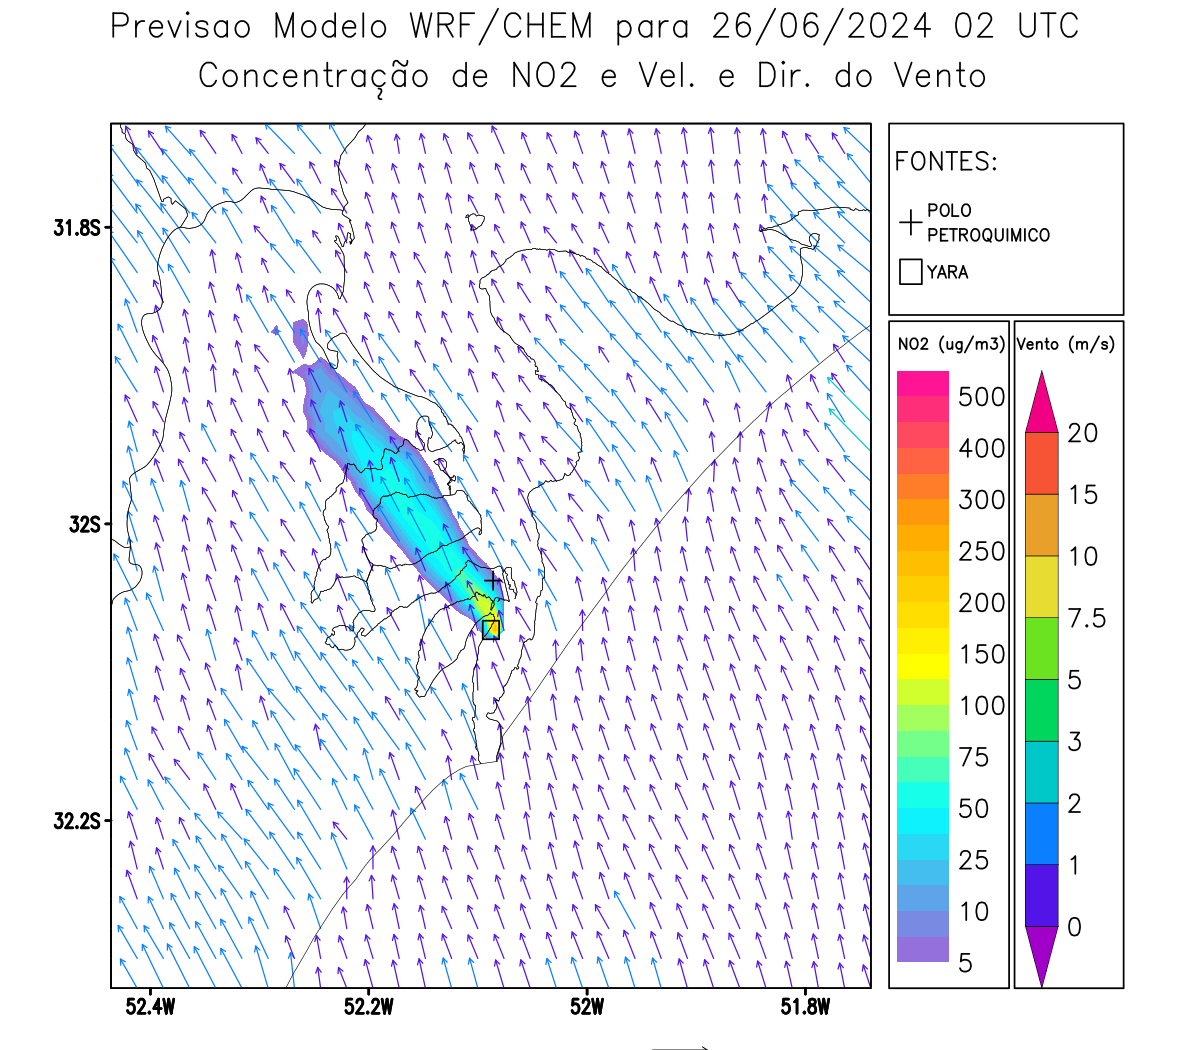 Previsao Modelo WRF/CHEM para 26/06/2024 02 UTC
Concentração de NO2 e Vel. e Dir. do Vento
FONTES:
POLO
PETROQUIMICO
YARA
31.8S
32S
32.2S
52.4W
52.2W
52W
51.8W
NO2 (ug/m3)
500
400
300
250
200
150
100
75
50
25
10
5
Vento (m/s)
20
15
10
7.5
5
3
2
1
0